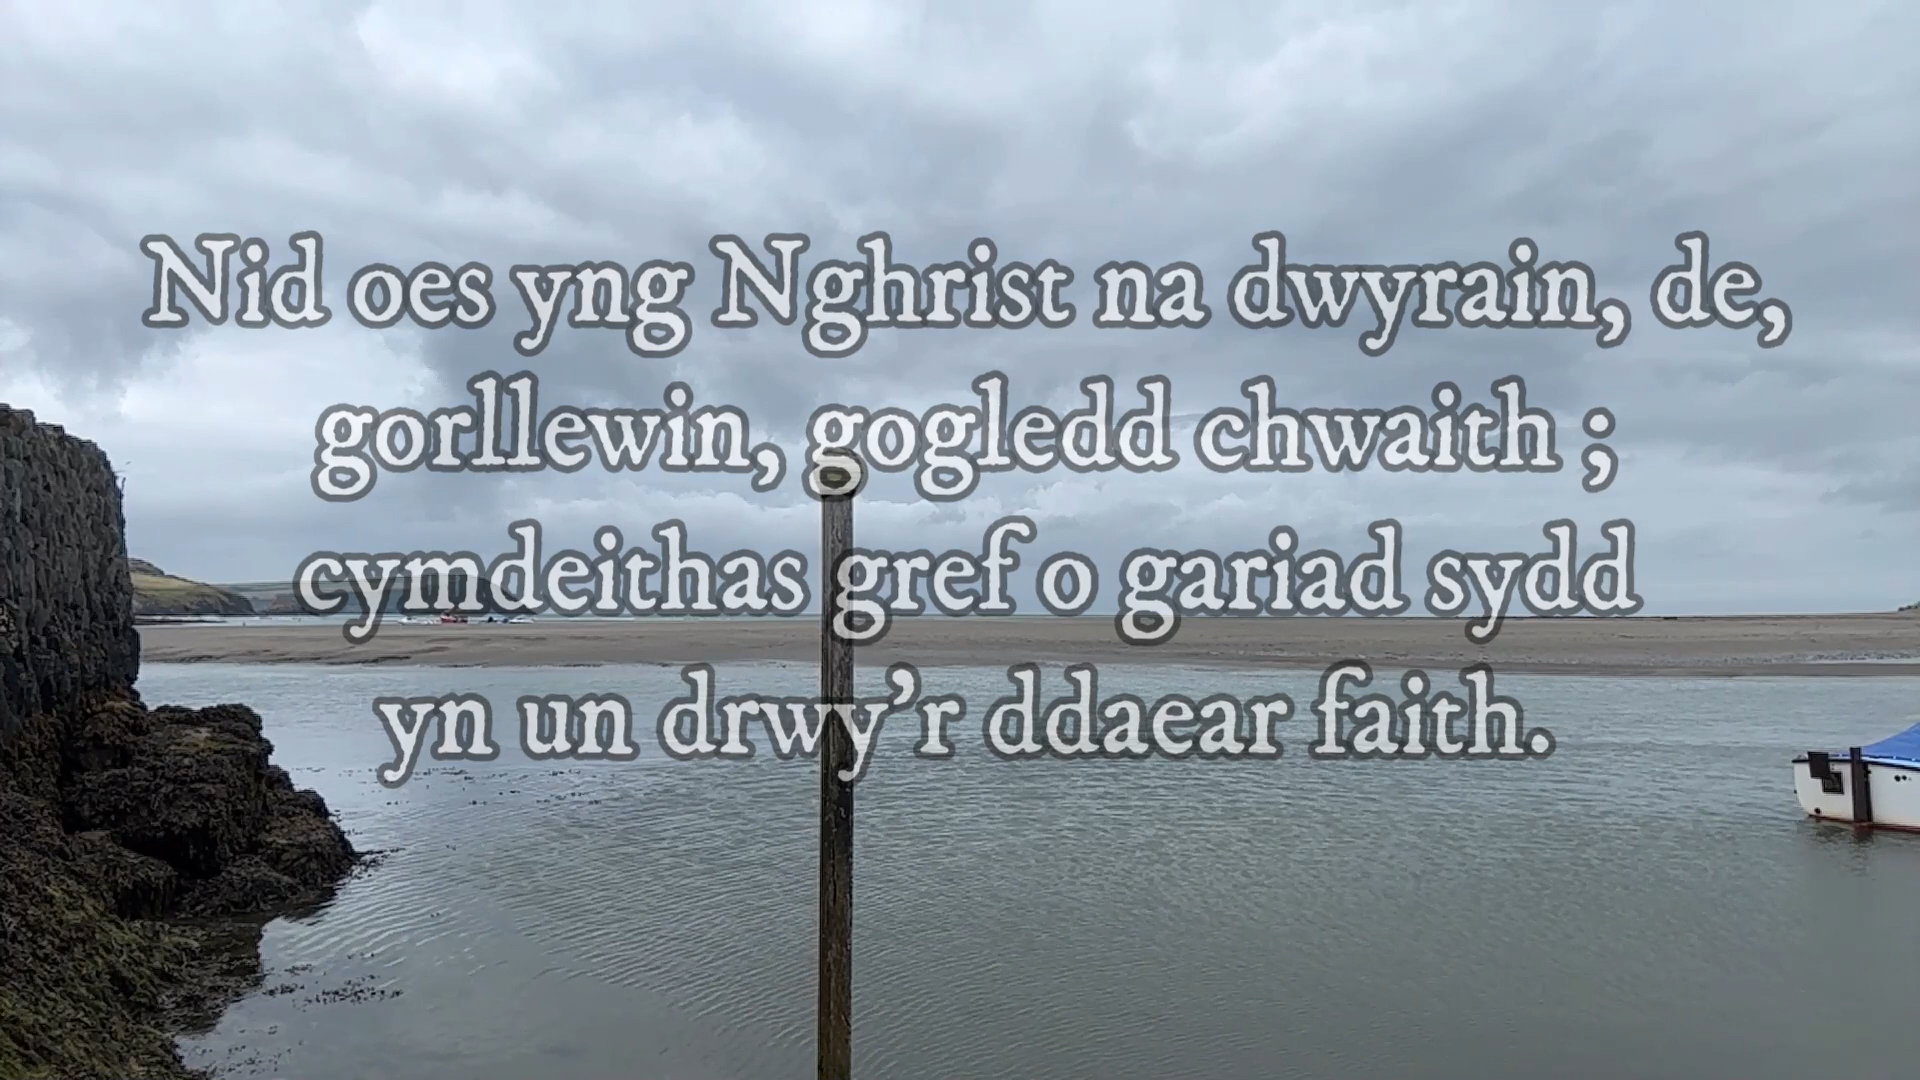 Nid oes yng Nghrist na dwyrain, de,
gorllewin, gogledd chwaith ;
cymdeithas gref o gariad sydd
yn un drwy’r ddaear faith.